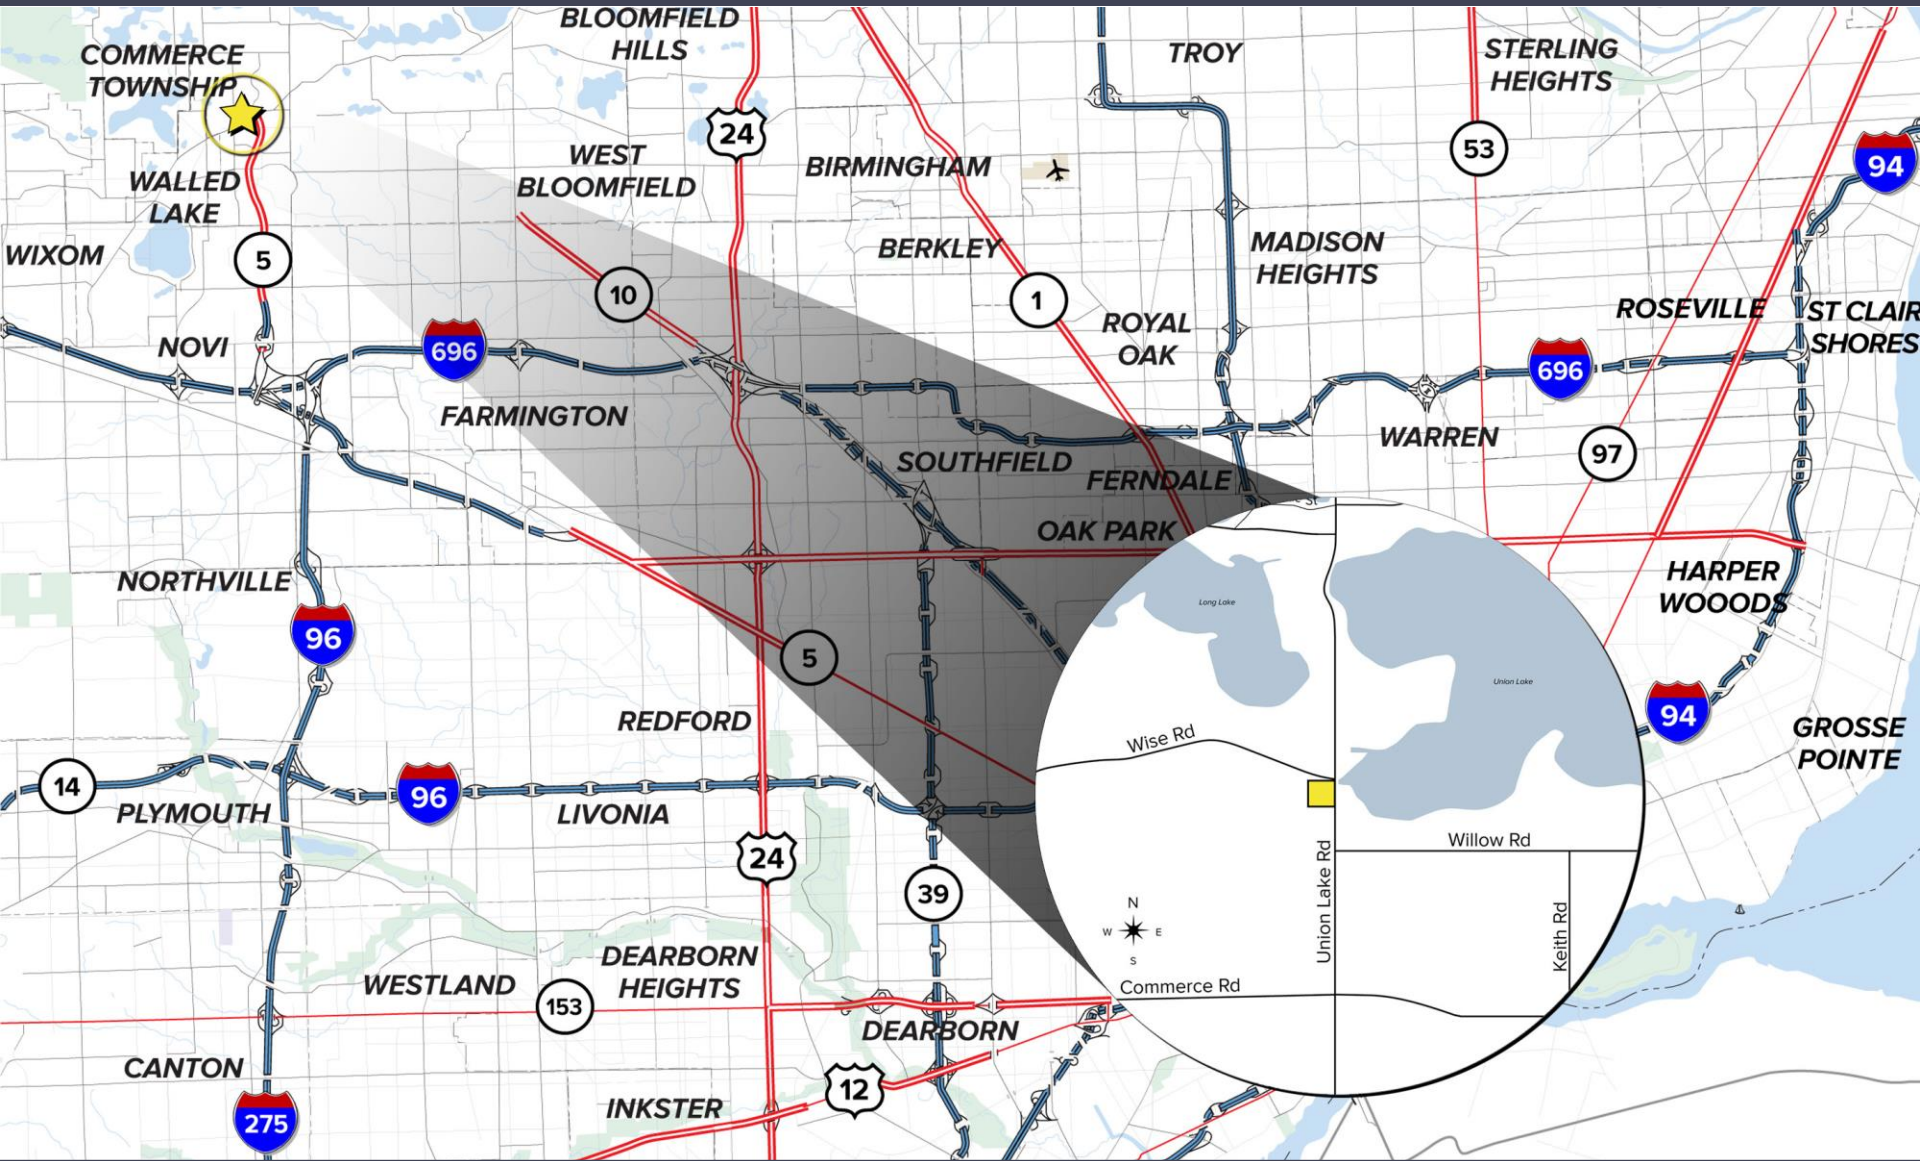 BLOOMFIELD
HILLS
COMMERCE
TOWNSHIP
TROY
STERLING
HEIGHTS
24
53
94
WEST
BLOOMFIELD
BIRMINGHAM
WALLED
LAKE
WIXOM
5
BERKLEY
MADISON
HEIGHTS
10
1
ROSEVILLE
ST CLAIR
SHORES
ROYAL
OAK
NOVI
696
696
FARMINGTON
WARREN
97
SOUTHFIELD
FERNDALE
OAK PARK
NORTHVILLE
HARPER
WOOODS
96
5
REDFORD
94
GROSSE
POINTE
14
PLYMOUTH
96
LIVONIA
24
39
WESTLAND
DEARBORN
HEIGHTS
153
DEARBORN
CANTON
12
INKSTER
275
Long Lake
Union Lake
Wise Rd
Willow Rd
Union Lake Rd
Keith Rd
N
W E
S
Commerce Rd